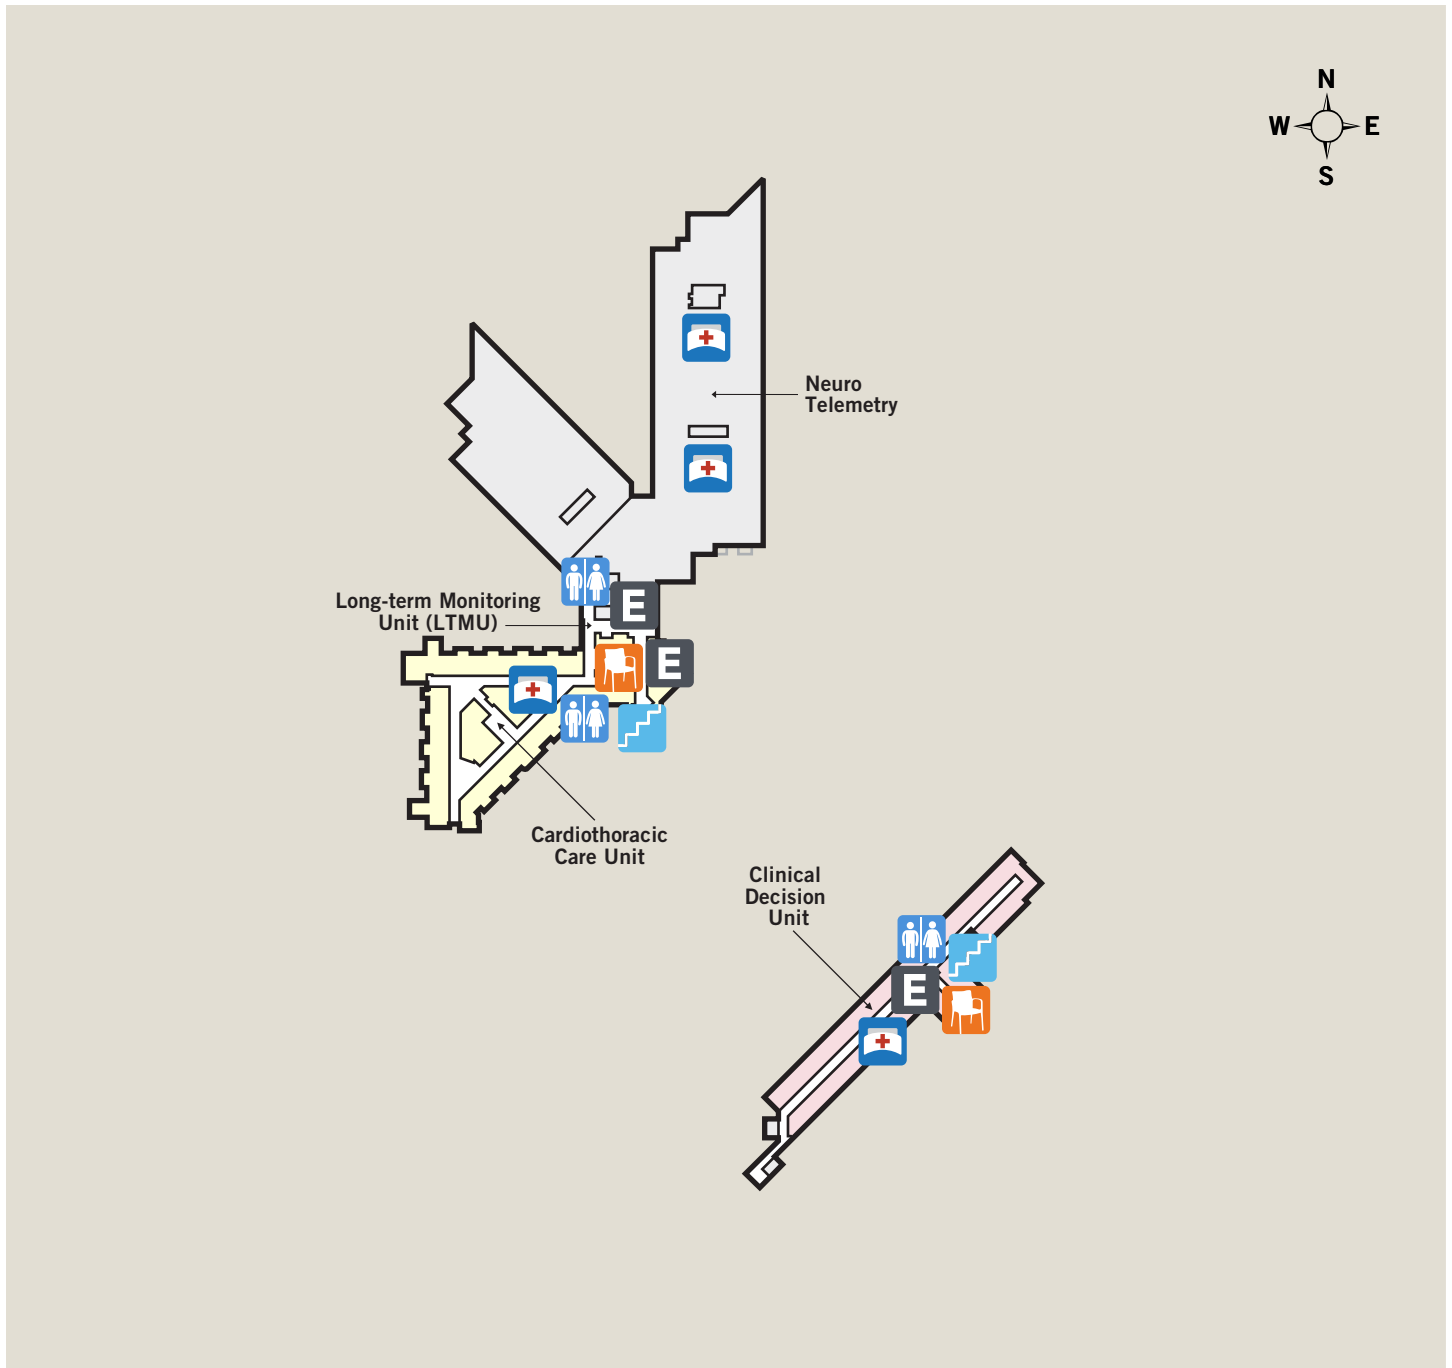 N
W E
S
Neuro
Telemetry
Long-term Monitoring
Unit (LTMU)
E
E
Cardiothoracic
Care Unit
Clinical
Decision
Unit
E